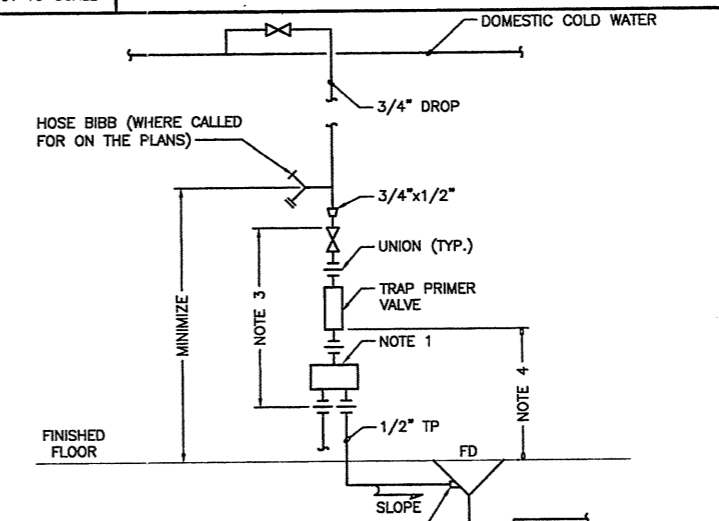 DOMESTIC COLD WATER
3/4" DROP
HOSE BIBB (WHERE CALLED
FOR ON THE PLANS)
3/4"x1/2"
UNION (TYP.)
TRAP PRIMER
VALVE
MINIMIZE
NOTE 3
NOTE 1
NOTE 4
1/2" TP
FINISHED
FLOOR
FD
SLOPE